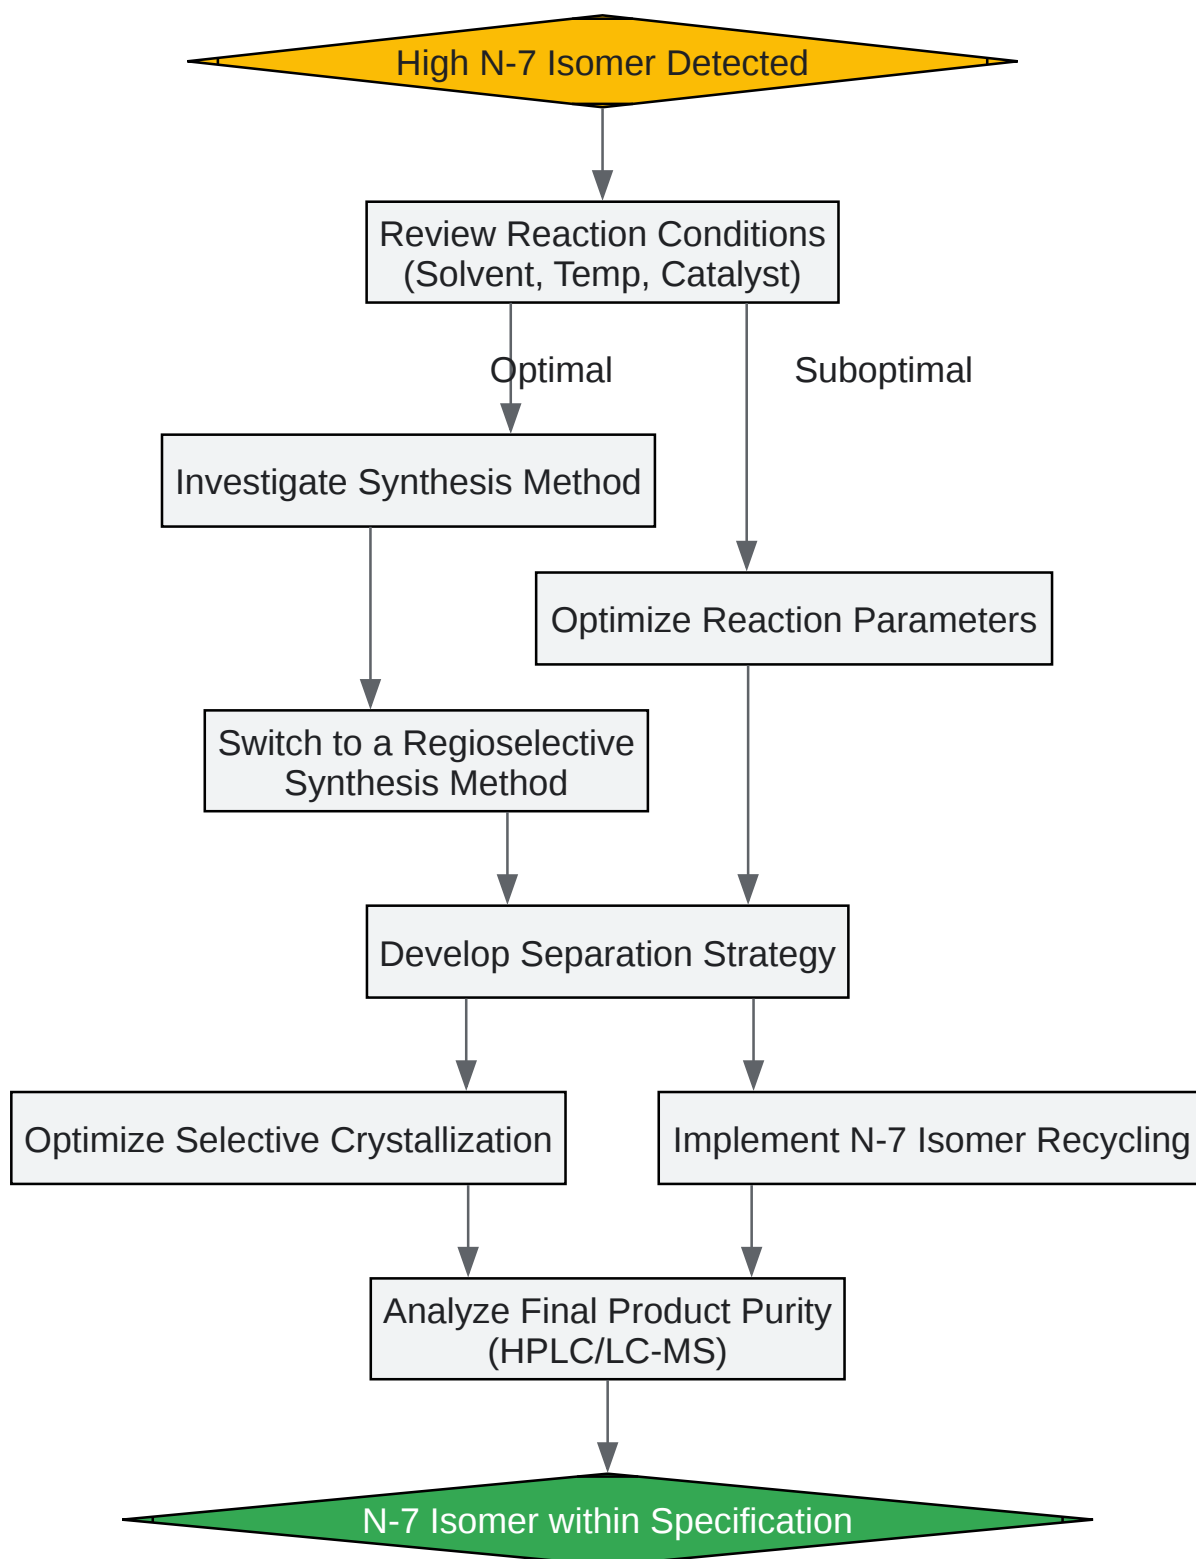 High N-7 Isomer Detected
Review Reaction Conditions
(Solvent, Temp, Catalyst)
Optimal
Suboptimal
Investigate Synthesis Method
Optimize Reaction Parameters
Switch to a Regioselective
Synthesis Method
Develop Separation Strategy
Optimize Selective Crystallization
Implement N-7 Isomer Recycling
Analyze Final Product Purity
(HPLC/LC-MS)
N-7 Isomer within Specification